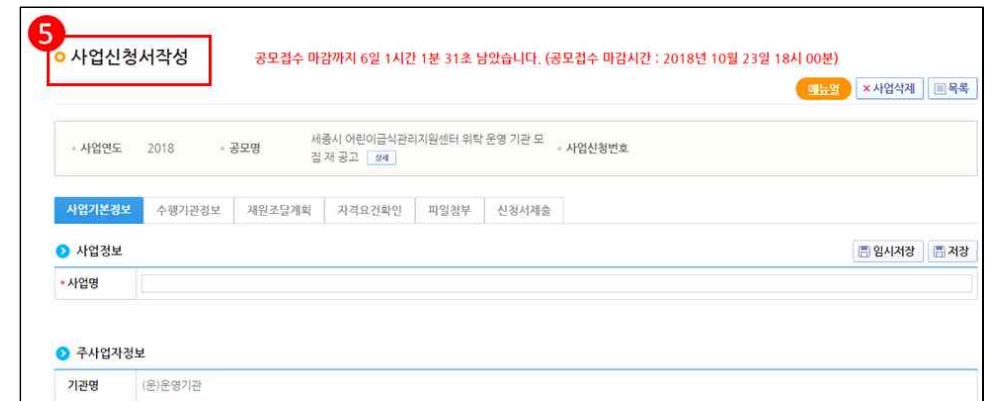 5
사업신청서작성
공모접수 마감까지 6일 1시간 1분 31초 남았습니다. (공모접수 마감시간 : 2018년 10월 23일 18시 00분)
매뉴얼 × 사업삭제 목록
사업연도 2018 공모명 세종시 어린이급식관리지원센터 위탁 운영 기관 모
집 재 공고 상세 사업신청번호
사업기본정보 수행기관정보 재원조달계획 자격요건확인 파일첨부 신청서제출
사업정보 임시저장 저장
* 사업명
주사업자정보
기관명 (운)운영기관